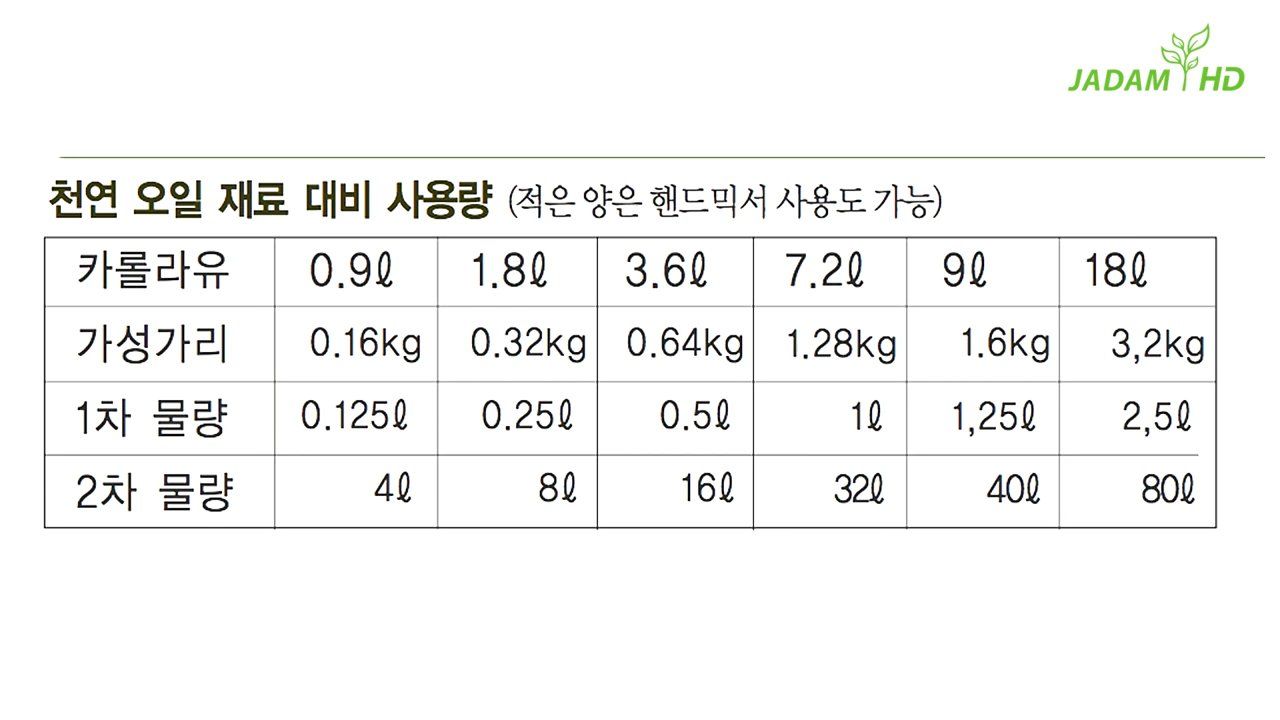 JADAM HD
천연 오일 재료 대비 사용량 (적은 양은 핸드믹서 사용도 가능)
카롤라유 0.9ℓ 1.8ℓ 3.6ℓ 7.2ℓ 9ℓ 18ℓ
가성가리 0.16kg 0.32kg 0.64kg 1.28kg 1.6kg 3,2kg
1차 물량 0.125ℓ 0.25ℓ 0.5ℓ 1ℓ 1,25ℓ 2,5ℓ
2차 물량 4ℓ 8ℓ 16ℓ 32ℓ 40ℓ 80ℓ